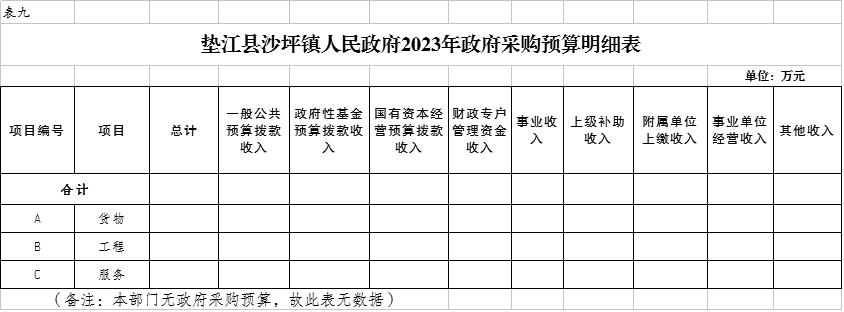 表九
垫江县沙坪镇人民政府2023年政府采购预算明细表
单位：万元
项目编号 项目 总计 一般公共预算拨款收入 政府性基金预算拨款收入 国有资本经营预算拨款收入 财政专户管理资金收入 事业收入 上级补助收入 附属单位上缴收入 事业单位经营收入 其他收入
合计
A 货物
B 工程
C 服务
（备注：本部门无政府采购预算，故此表无数据）